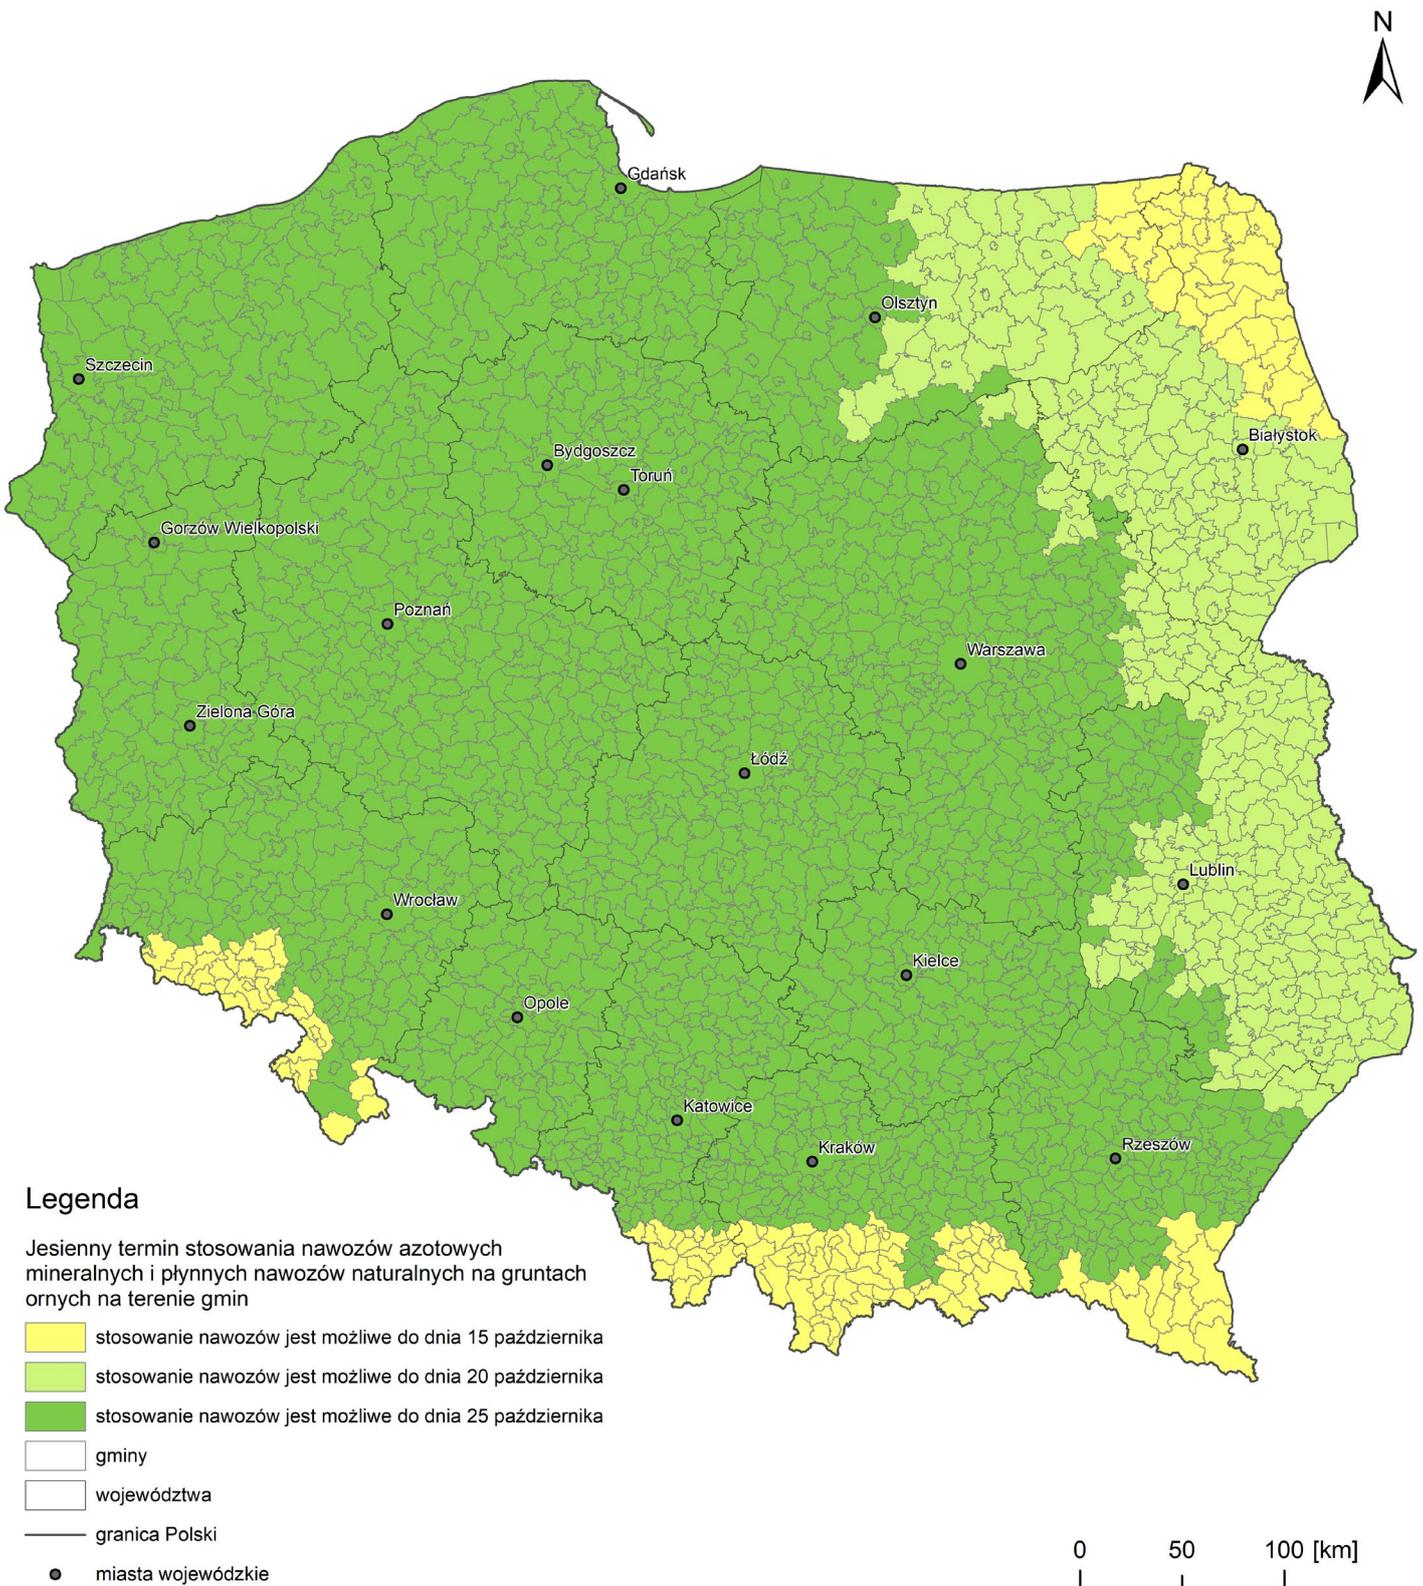 N
Gdańsk
Olsztyn
Szczecin
Białystok
Bydgoszcz
Toruń
Gorzów Wielkopolski
Poznań
Warszawa
Zielona Góra
Łódź
Lublin
Wrocław
Kielce
Opole
Katowice
Kraków
Rzeszów
Legenda
Jesienny termin stosowania nawozów azotowych
mineralnych i płynnych nawozów naturalnych na gruntach
ornych na terenie gmin
stosowanie nawozów jest możliwe do dnia 15 października
stosowanie nawozów jest możliwe do dnia 20 października
stosowanie nawozów jest możliwe do dnia 25 października
gminy
województwa
granica Polski
miasta wojewódzkie
0 50 100 [km]